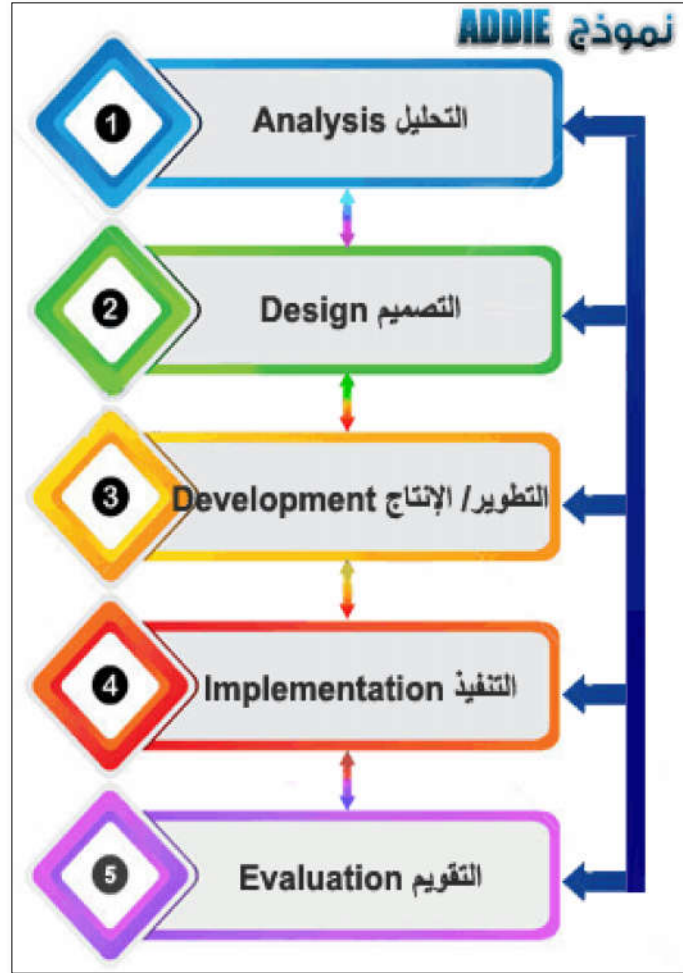 نموذج ADDIE
1
التحليل Analysis
2
التصميم Design
3
التطوير/ الإنتاج Development
4
التنفيذ Implementation
5
التقويم Evaluation